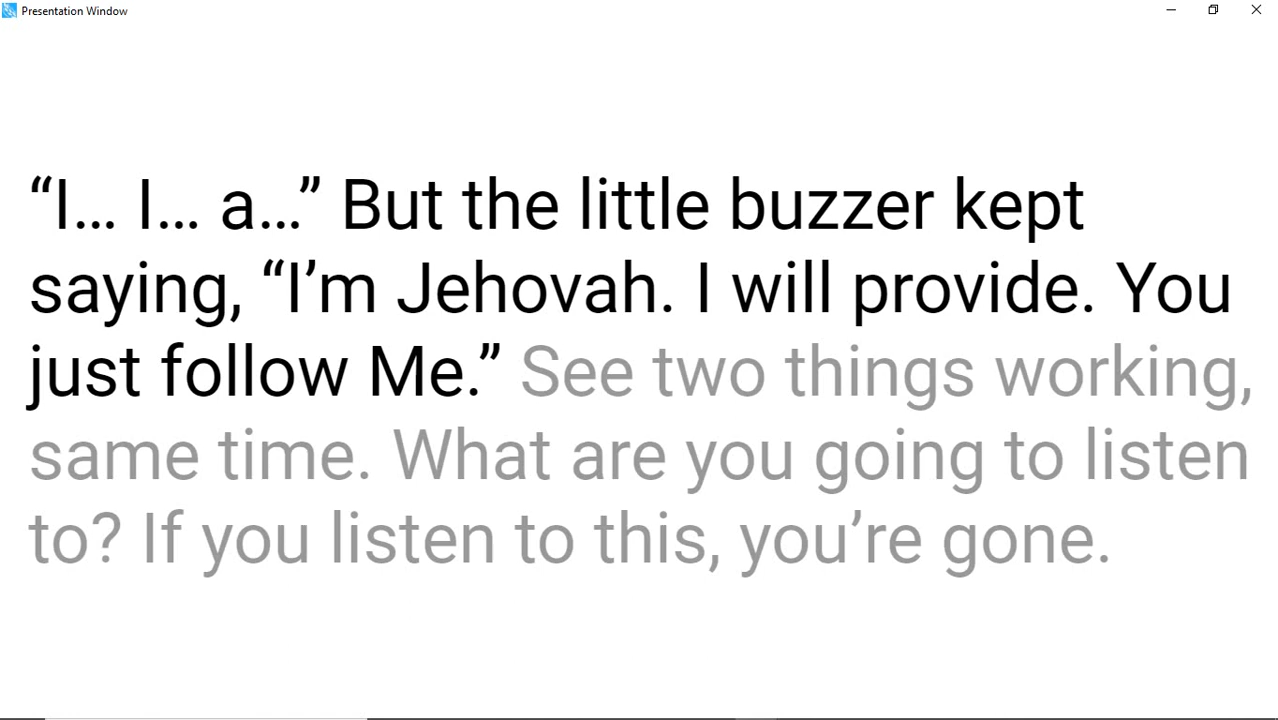 Presentation Window
“I… I… a…” But the little buzzer kept
saying, “I’m Jehovah. I will provide. You
just follow Me.” See two things working,
same time. What are you going to listen
to? If you listen to this, you’re gone.